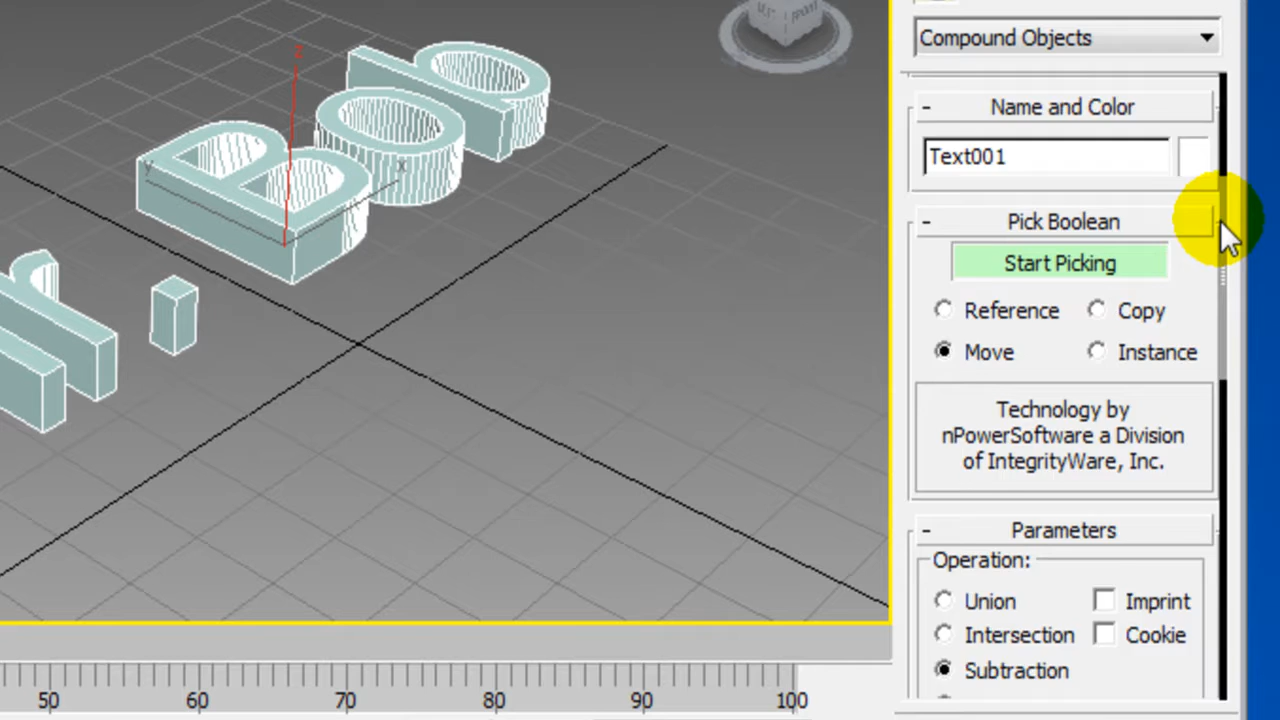 Compound Objects
- Name and Color
Text001
- Pick Boolean
Start Picking
Reference Copy
Move Instance
Technology by
nPowerSoftware a Division
of IntegrityWare, Inc.
- Parameters
Operation:
Union Imprint
Intersection Cookie
Subtraction
z
x
y
Boo
50 60 70 80 90 100